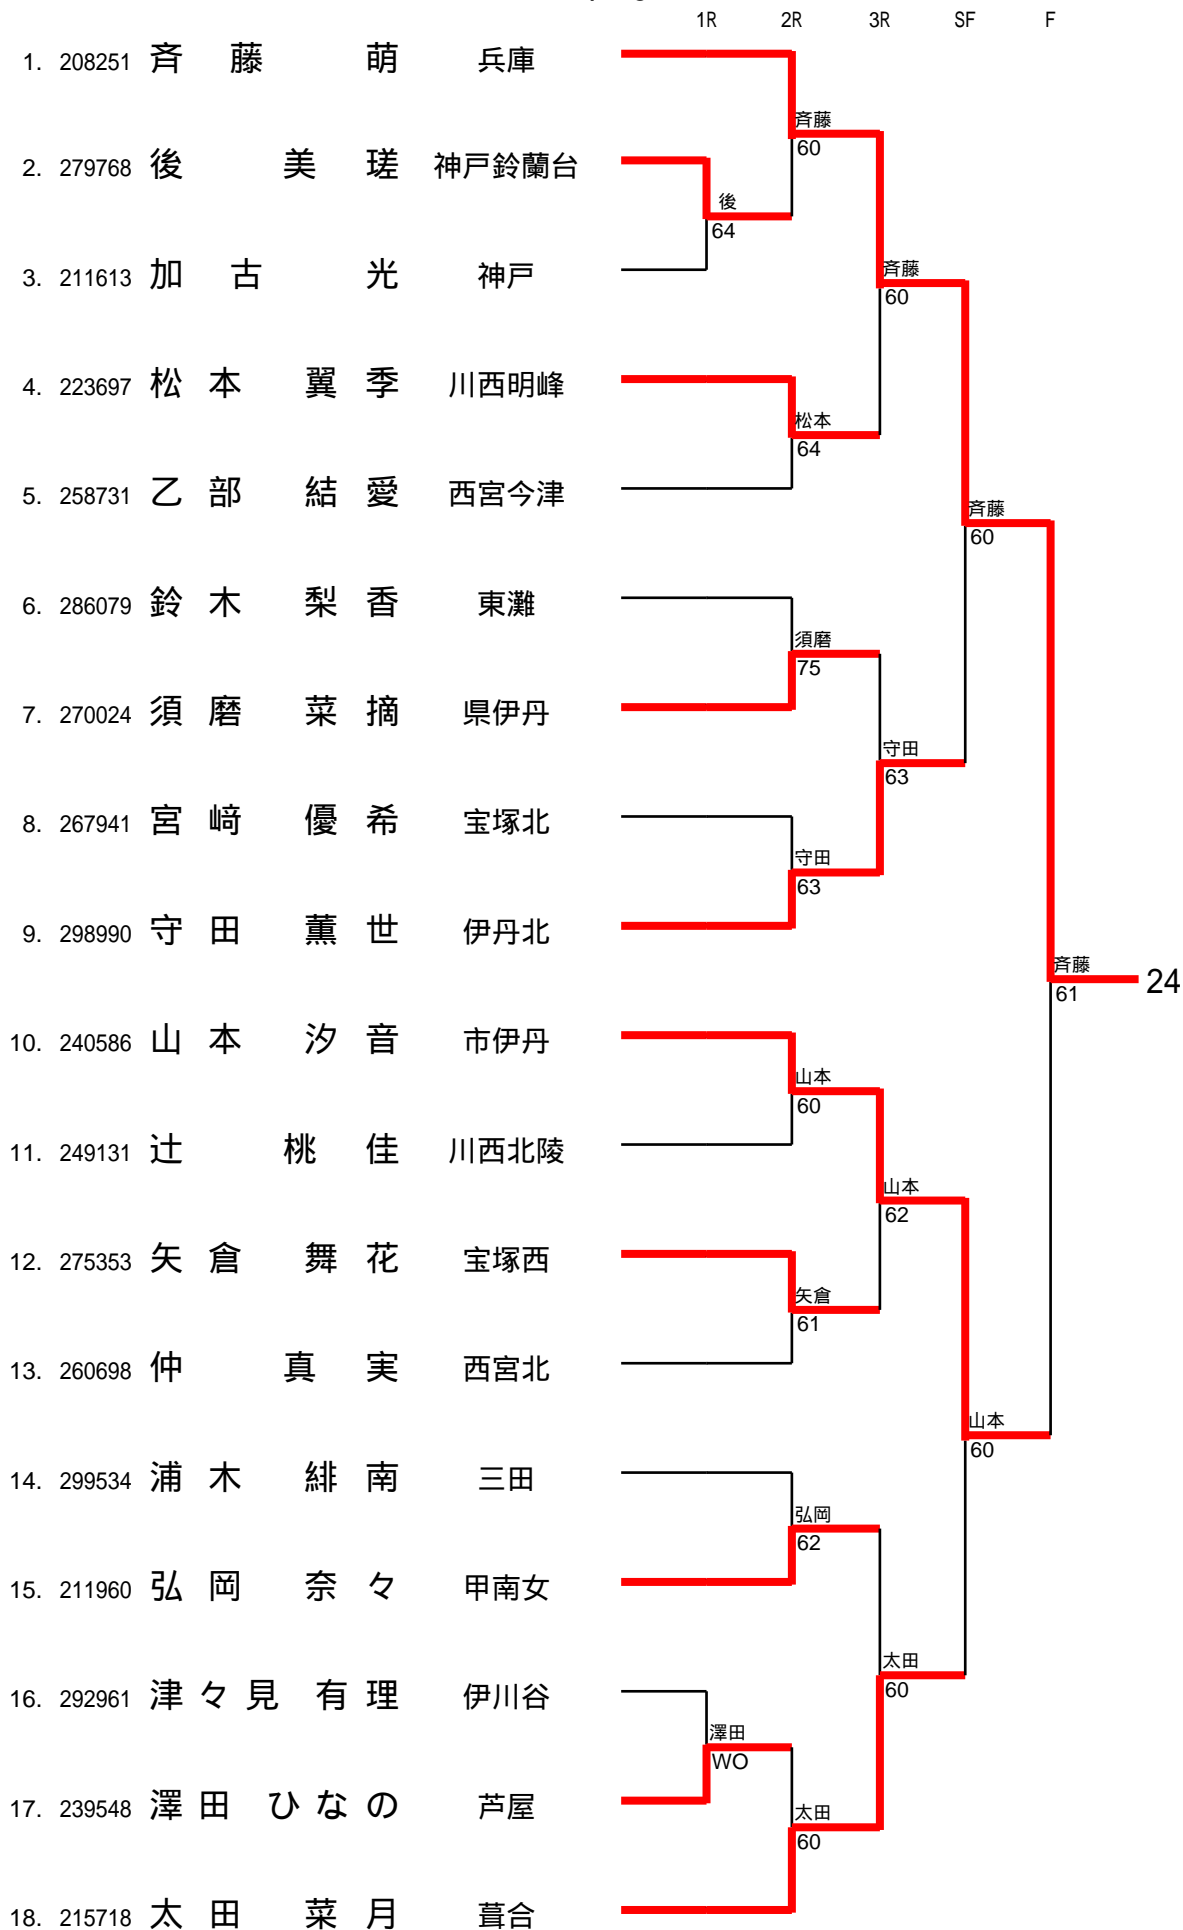 1R 2R 3R SF F
1. 208251 斉藤 萌 兵庫
斉藤
60
2. 279768 後 美瑳 神戸鈴蘭台
後
64
3. 211613 加古 光 神戸
斉藤
60
4. 223697 松本 翼季 川西明峰
松本
64
5. 258731 乙部 結愛 西宮今津
斉藤
60
6. 286079 鈴木 梨香 東灘
須磨
75
7. 270024 須磨 菜摘 県伊丹
守田
63
8. 267941 宮﨑 優希 宝塚北
守田
63
9. 298990 守田 薫世 伊丹北
斉藤
61
24
10. 240586 山本 汐音 市伊丹
山本
60
11. 249131 辻 桃佳 川西北陵
山本
62
12. 275353 矢倉 舞花 宝塚西
矢倉
61
13. 260698 仲 真実 西宮北
山本
60
14. 299534 浦木 緋南 三田
弘岡
62
15. 211960 弘岡 奈々 甲南女
太田
60
16. 292961 津々見 有理 伊川谷
澤田
WO
17. 239548 澤田 ひなの 芦屋
太田
60
18. 215718 太田 菜月 葺合